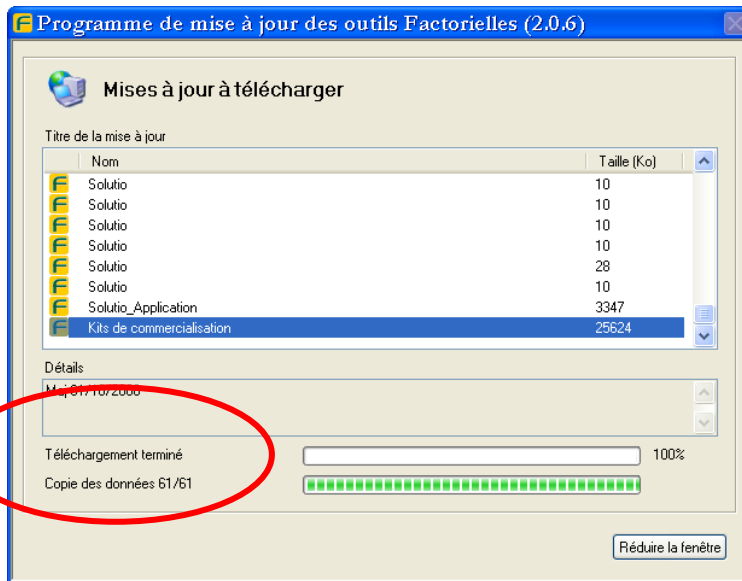 Programme de mise à jour des outils Factorielles (2.0.6)
Mises à jour à télécharger
Titre de la mise à jour
Nom Taille (Ko)
Solutio 10
Solutio 10
Solutio 10
Solutio 10
Solutio 28
Solutio 10
Solutio_Application 3347
Kits de commercialisation 25624
Détails
Téléchargement terminé 100%
Copie des données 61/61
Réduire la fenêtre